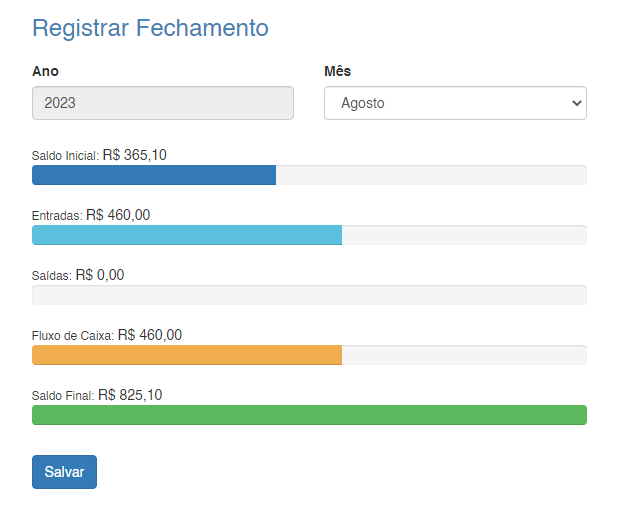 Registrar Fechamento
Ano Mês
2023 Agosto
Saldo Inicial: R$ 365,10
Entradas: R$ 460,00
Saídas: R$ 0,00
Fluxo de Caixa: R$ 460,00
Saldo Final: R$ 825,10
Salvar